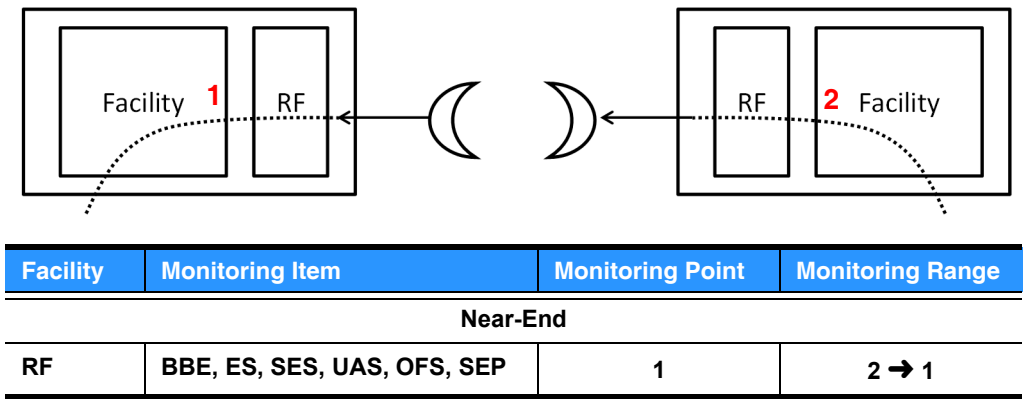 Facility 1 RF RF 2 Facility
Facility Monitoring Item Monitoring Point Monitoring Range
Near-End
RF BBE, ES, SES, UAS, OFS, SEP 1 2 ➜ 1